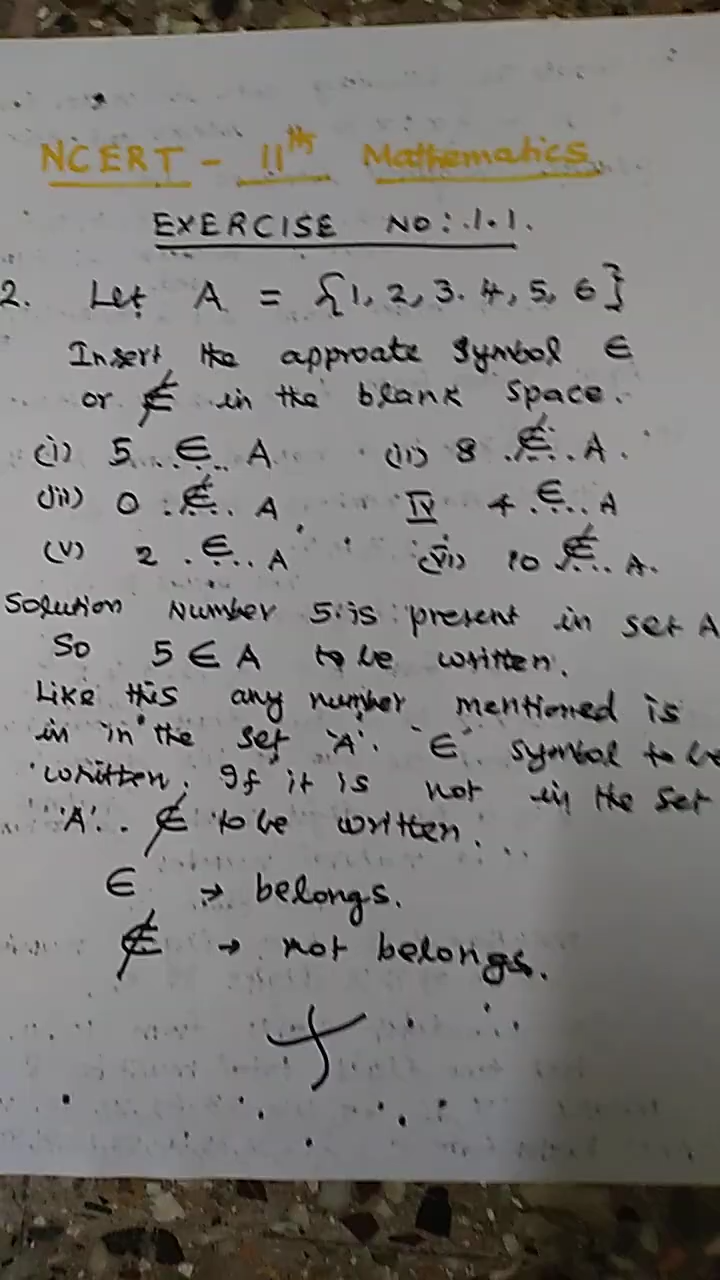 NCERT - 11th Mathematics
EXERCISE NO: 1.1.
2. Let A = {1, 2, 3. 4, 5, 6}
Insert the approate symbol ∈
or ∉ in the blank space.
(i) 5 ..∈.. A (ii) 8 .∉.. A.
(iii) 0 .∉.. A IV 4 .∈.. A
(v) 2 .∈.. A (vi) 10 ∉.. A.
Solution Number 5 is present in set A
So 5 ∈ A to be written.
Like this any number mentioned is
in in the set 'A'. '∈' symbol to be
written. If it is not in the set
'A'.. ∉ to be written.
∈ → belongs.
∉ → not belongs.